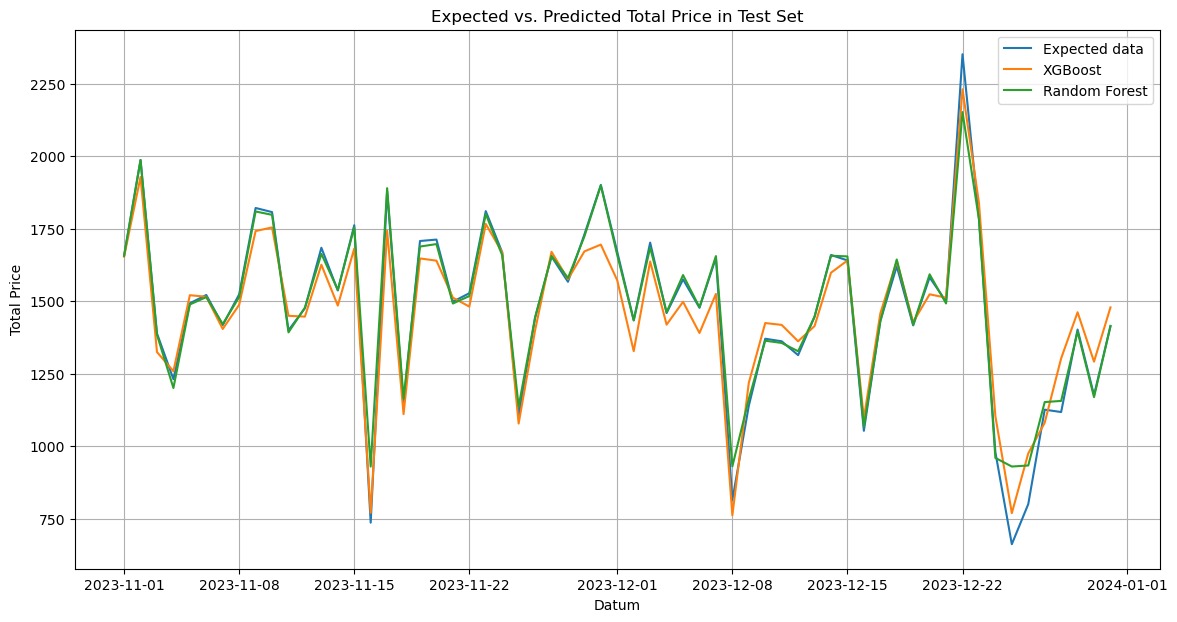 Expected vs. Predicted Total Price in Test Set
Expected data
XGBoost
Random Forest
Total Price
2250
2000
1750
1500
1250
1000
750
2023-11-01
2023-11-08
2023-11-15
2023-11-22
2023-12-01
2023-12-08
2023-12-15
2023-12-22
2024-01-01
Datum